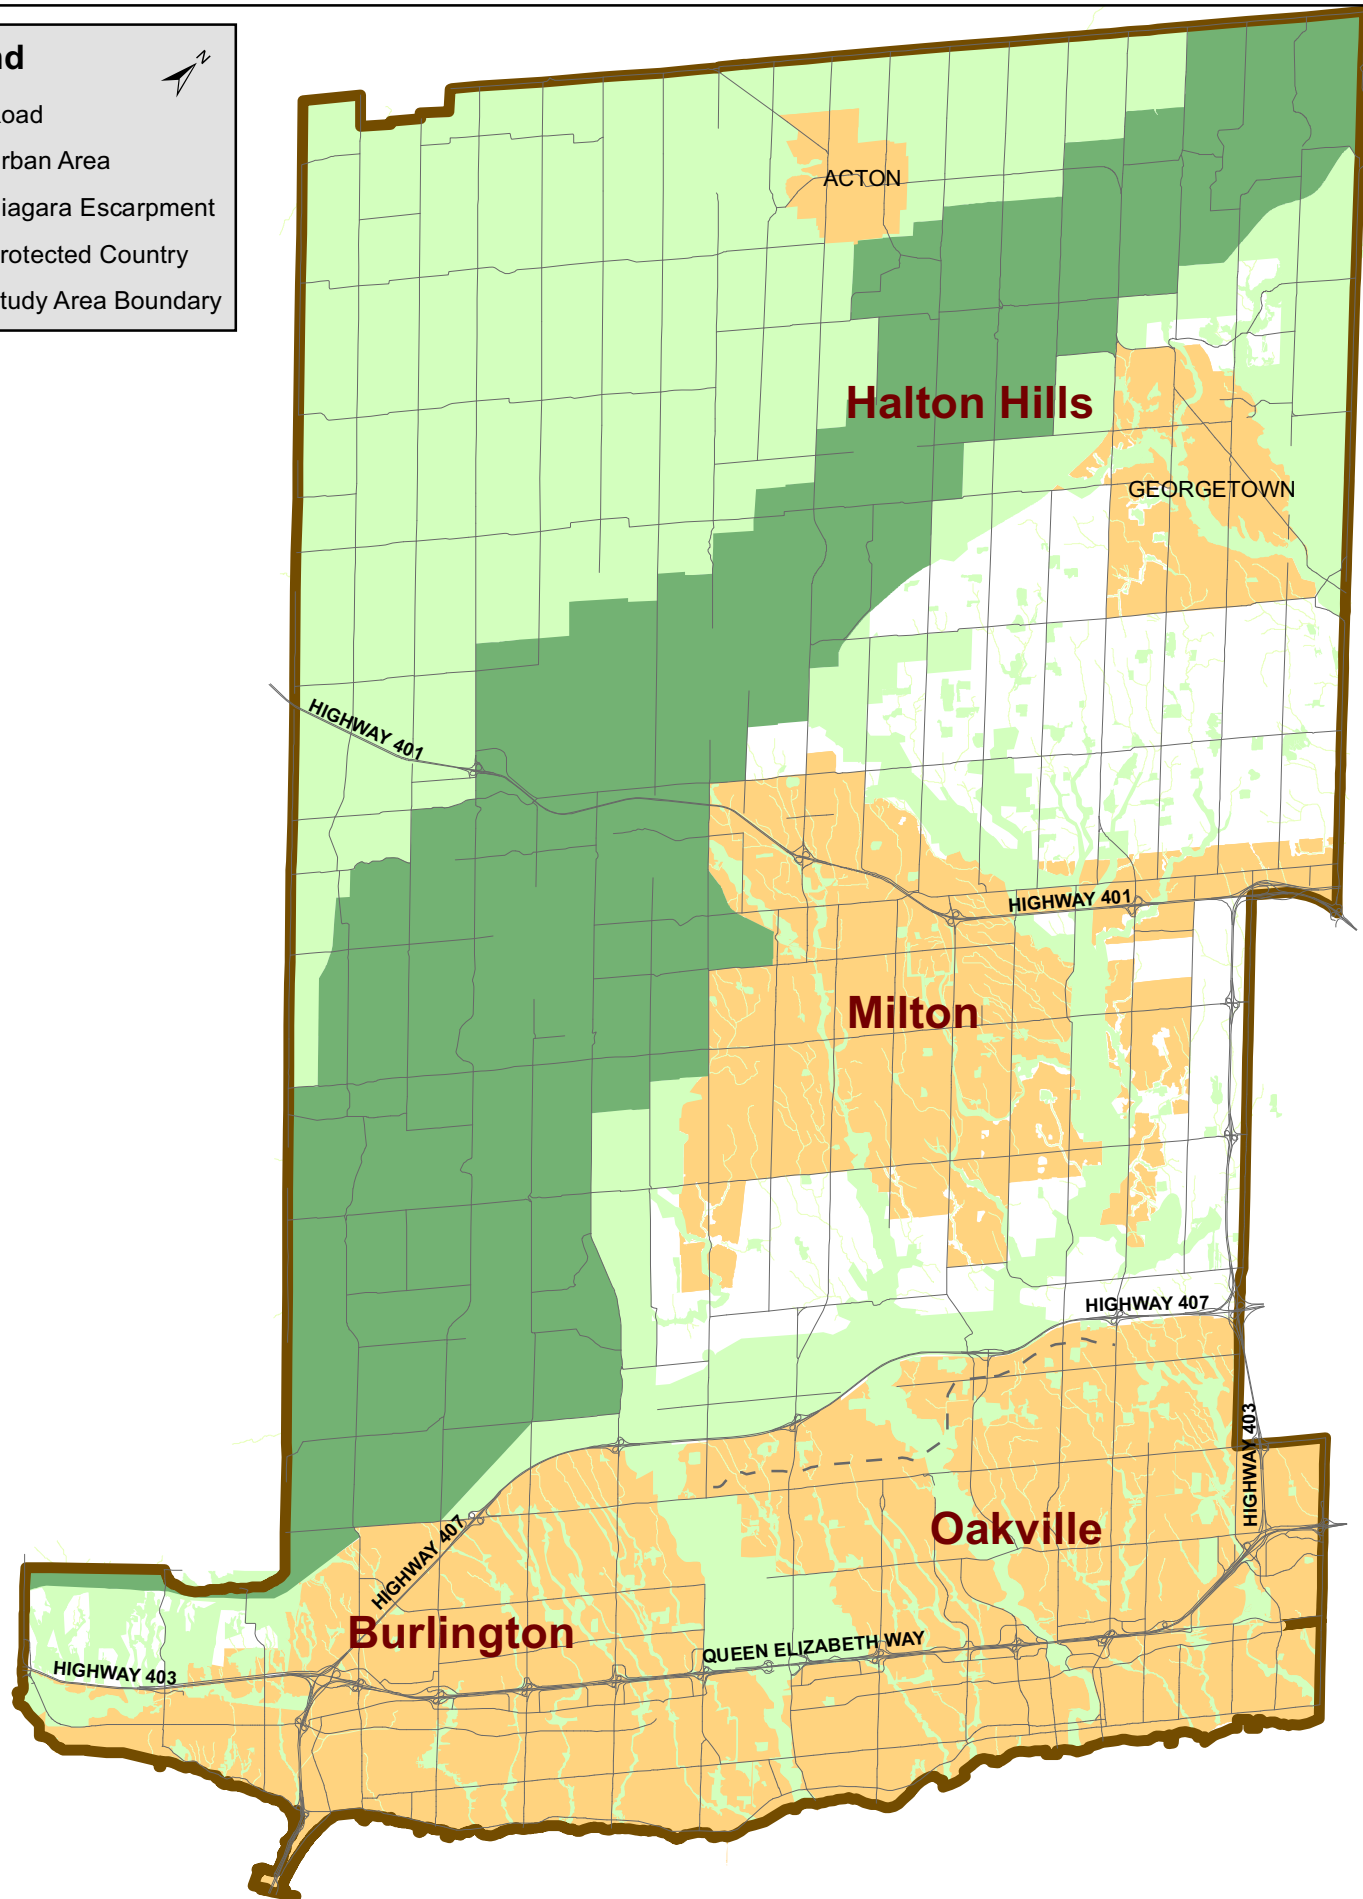 nd
N
oad
rban Area
iagara Escarpment
rotected Country
tudy Area Boundary
ACTON
Halton Hills
GEORGETOWN
HIGHWAY 401
HIGHWAY 401
Milton
HIGHWAY 407
HIGHWAY 403
Oakville
HIGHWAY 407
Burlington
QUEEN ELIZABETH WAY
HIGHWAY 403